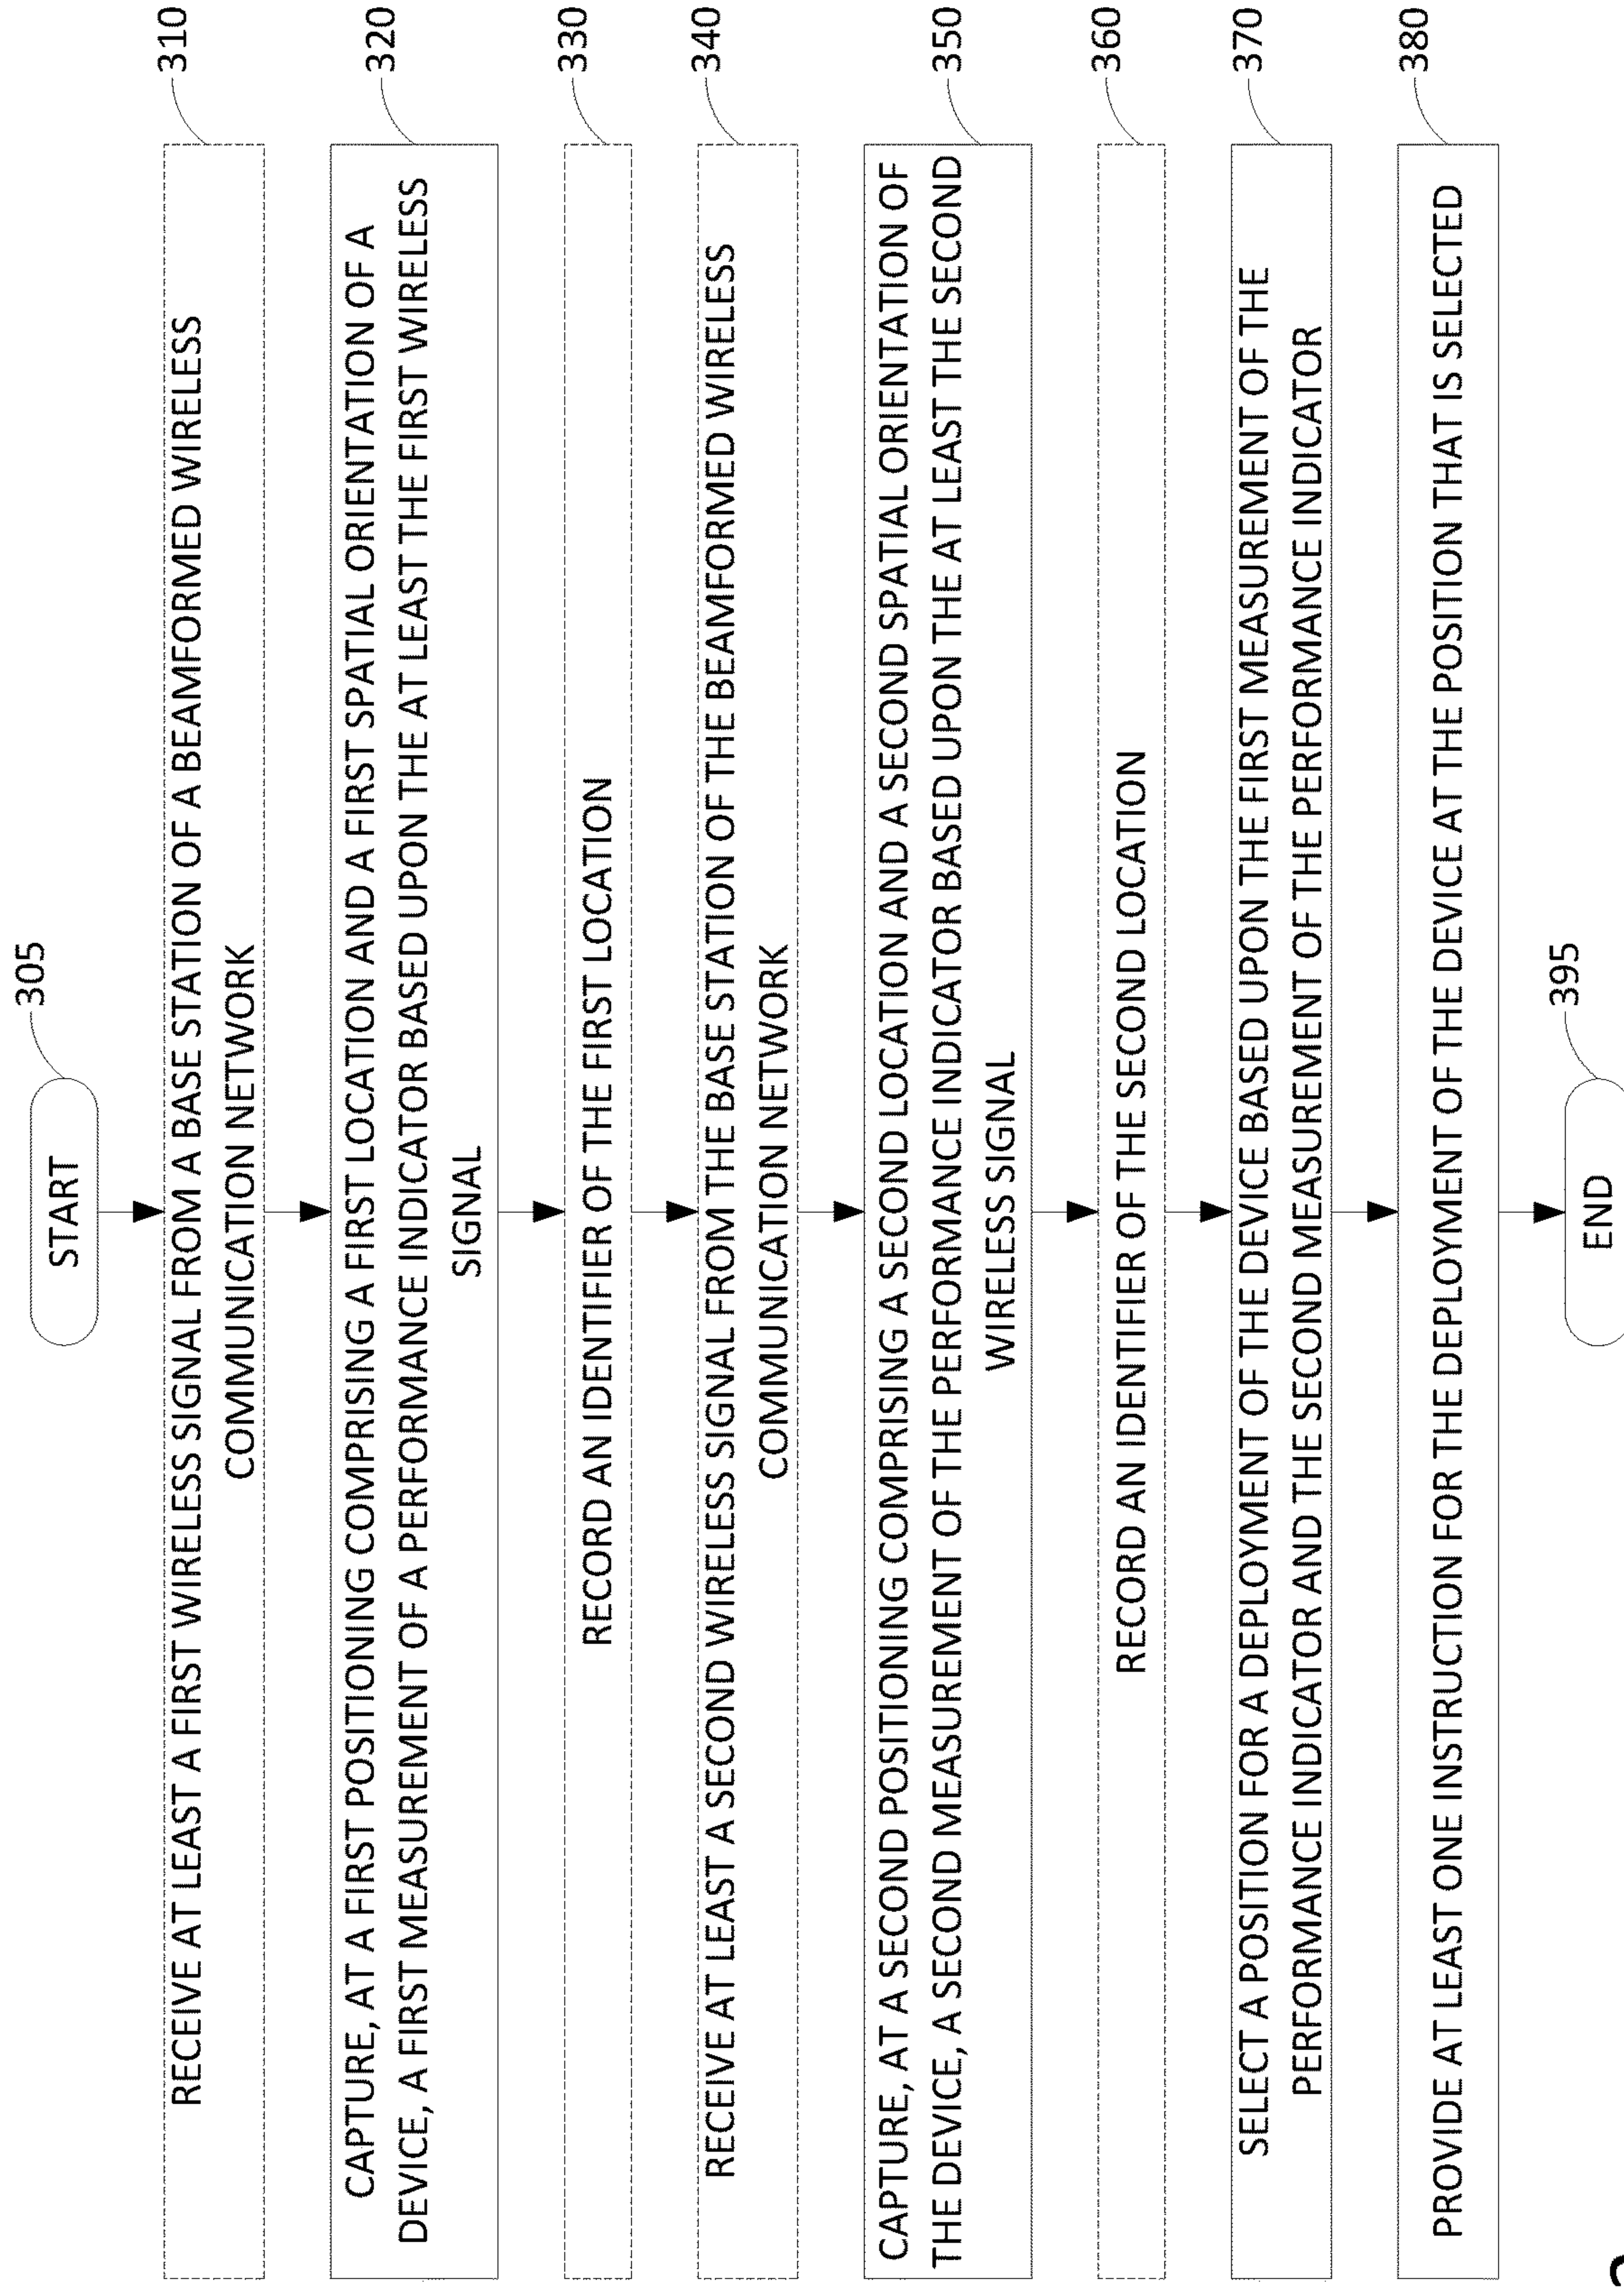 START
305
RECEIVE AT LEAST A FIRST WIRELESS SIGNAL FROM A BASE STATION OF A BEAMFORMED WIRELESS
COMMUNICATION NETWORK
310
CAPTURE, AT A FIRST POSITIONING COMPRISING A FIRST LOCATION AND A FIRST SPATIAL ORIENTATION OF A
DEVICE, A FIRST MEASUREMENT OF A PERFORMANCE INDICATOR BASED UPON THE AT LEAST THE FIRST WIRELESS
SIGNAL
320
RECORD AN IDENTIFIER OF THE FIRST LOCATION
330
RECEIVE AT LEAST A SECOND WIRELESS SIGNAL FROM THE BASE STATION OF THE BEAMFORMED WIRELESS
COMMUNICATION NETWORK
340
CAPTURE, AT A SECOND POSITIONING COMPRISING A SECOND LOCATION AND A SECOND SPATIAL ORIENTATION OF
THE DEVICE, A SECOND MEASUREMENT OF THE PERFORMANCE INDICATOR BASED UPON THE AT LEAST THE SECOND
WIRELESS SIGNAL
350
RECORD AN IDENTIFIER OF THE SECOND LOCATION
360
SELECT A POSITION FOR A DEPLOYMENT OF THE DEVICE BASED UPON THE FIRST MEASUREMENT OF THE
PERFORMANCE INDICATOR AND THE SECOND MEASUREMENT OF THE PERFORMANCE INDICATOR
370
PROVIDE AT LEAST ONE INSTRUCTION FOR THE DEPLOYMENT OF THE DEVICE AT THE POSITION THAT IS SELECTED
380
END
395